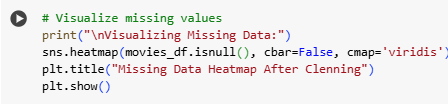 # Visualize missing values
print("\nVisualizing Missing Data:")
sns.heatmap(movies_df.isnull(), cbar=False, cmap='viridis')
plt.title("Missing Data Heatmap After Clenning")
plt.show()